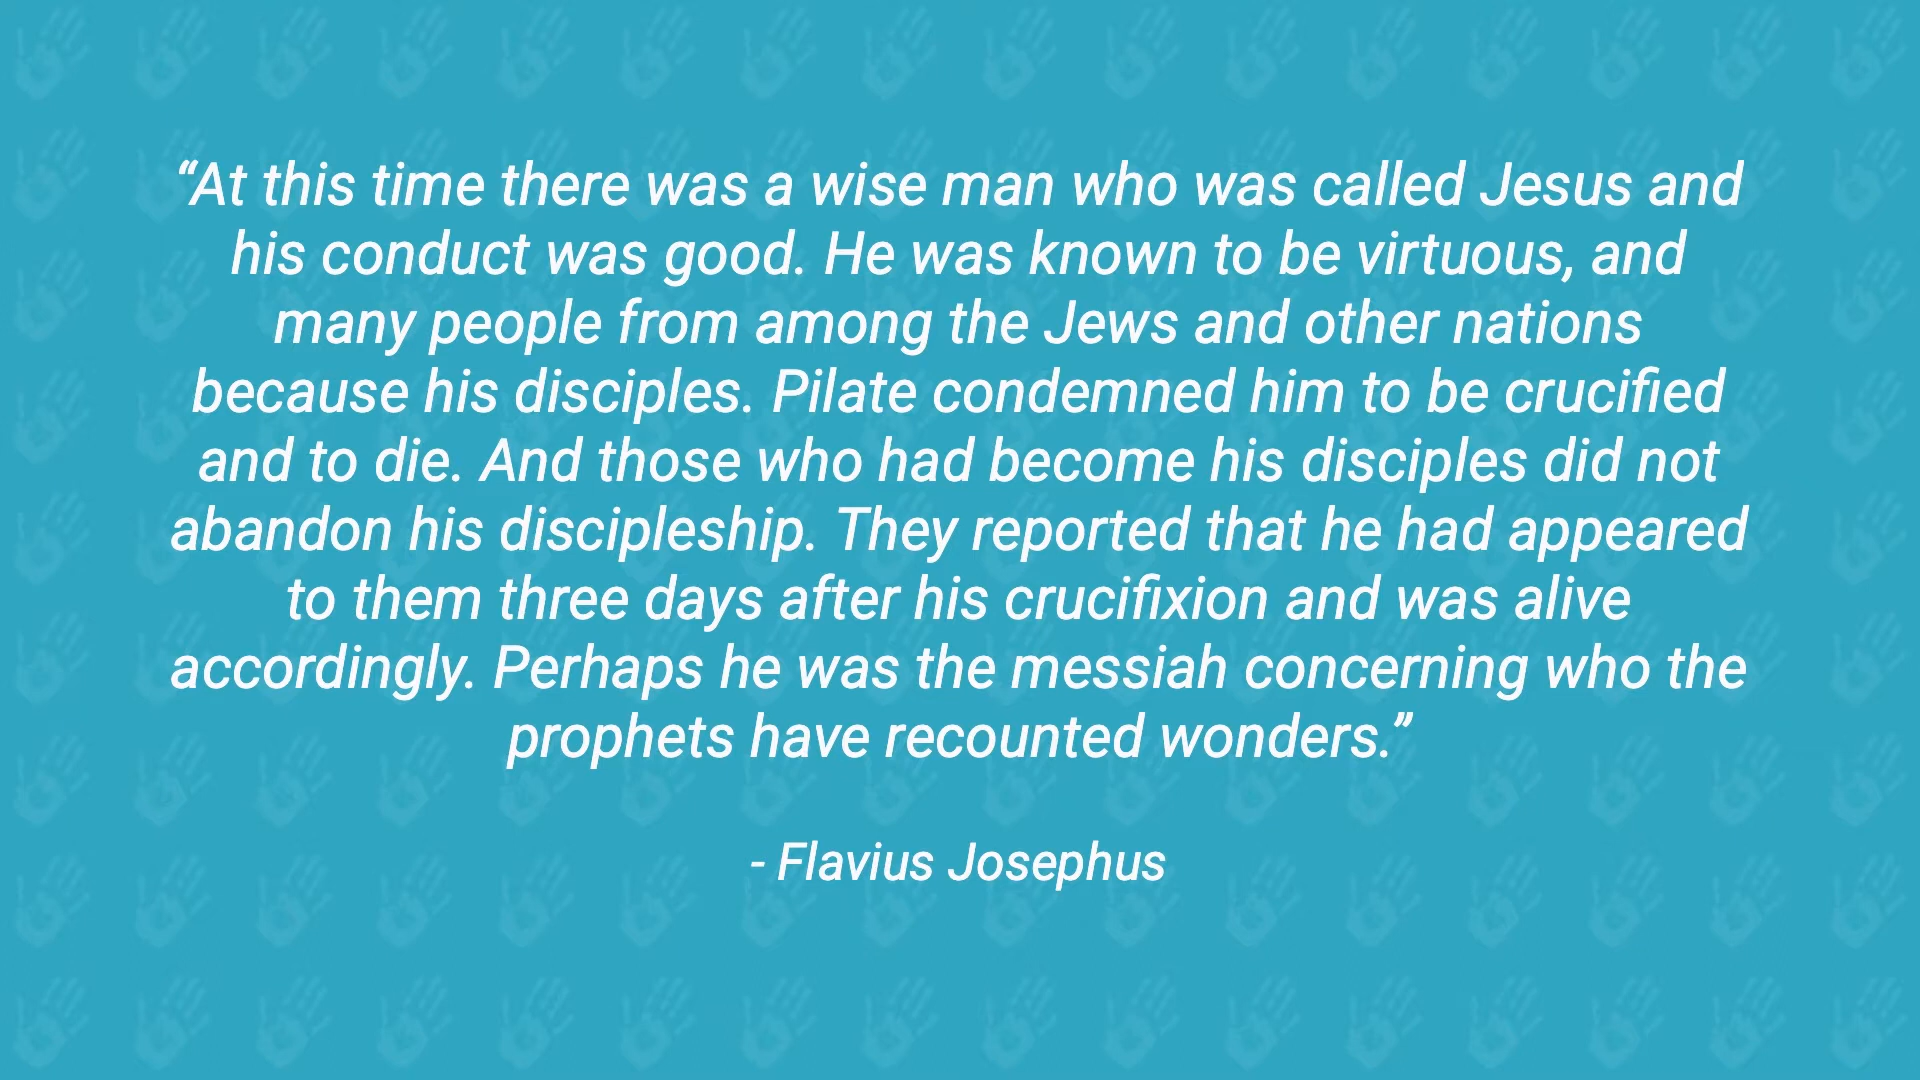 “At this time there was a wise man who was called Jesus and
his conduct was good. He was known to be virtuous, and
many people from among the Jews and other nations
because his disciples. Pilate condemned him to be crucified
and to die. And those who had become his disciples did not
abandon his discipleship. They reported that he had appeared
to them three days after his crucifixion and was alive
accordingly. Perhaps he was the messiah concerning who the
prophets have recounted wonders.”
- Flavius Josephus